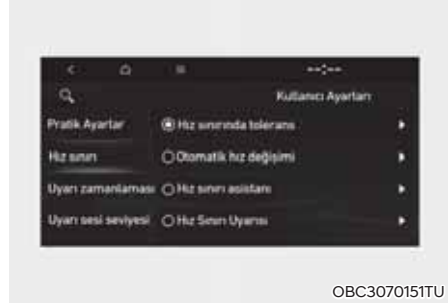 --:--
Kullanıcı Ayarları
Pratik Ayarlar
Hız sınırında tolerans
Hız sınırı
Otomatik hız değişimi
Uyarı zamanlaması
Hız sınırı asistanı
Uyarı sesi seviyesi
Hız Sınırı Uyarısı
OBC3070151TU